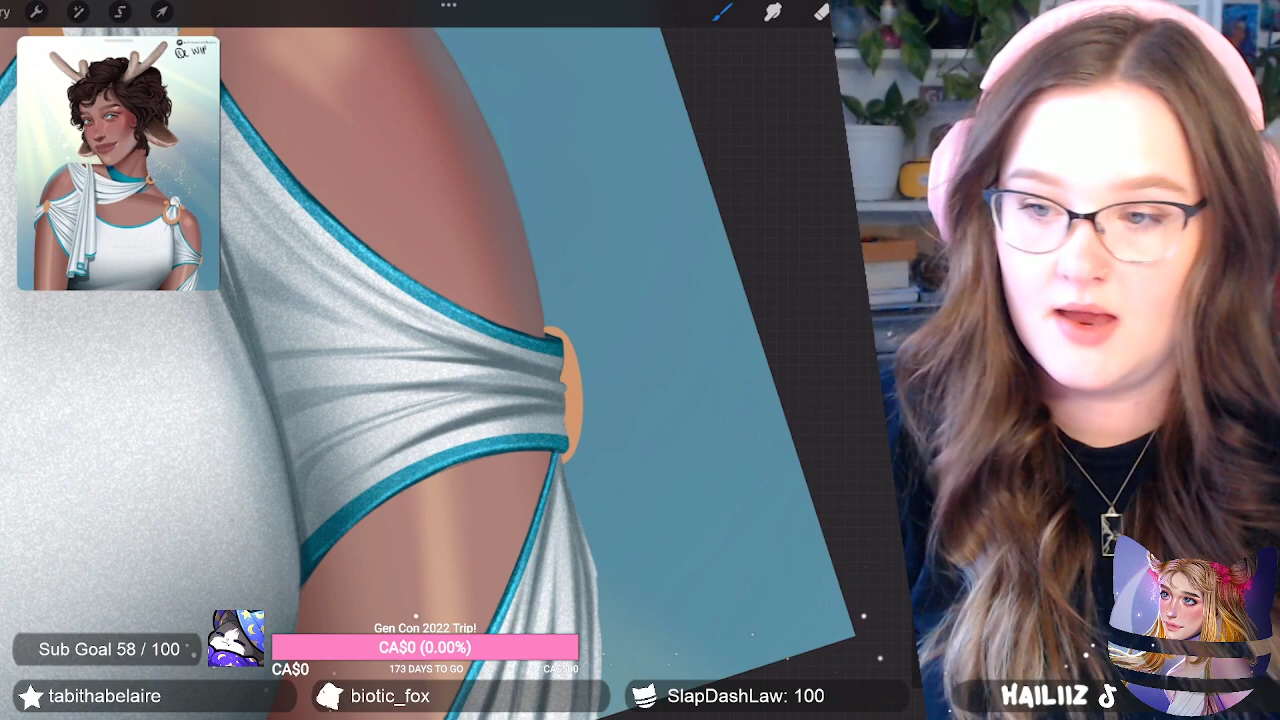 ry
WIP
Gen Con 2022 Trip!
Sub Goal 58 / 100
CA$0 (0.00%)
CA$0
173 DAYS TO GO
tabithabelaire
biotic_fox
SlapDashLaw: 100
HAILIIZ